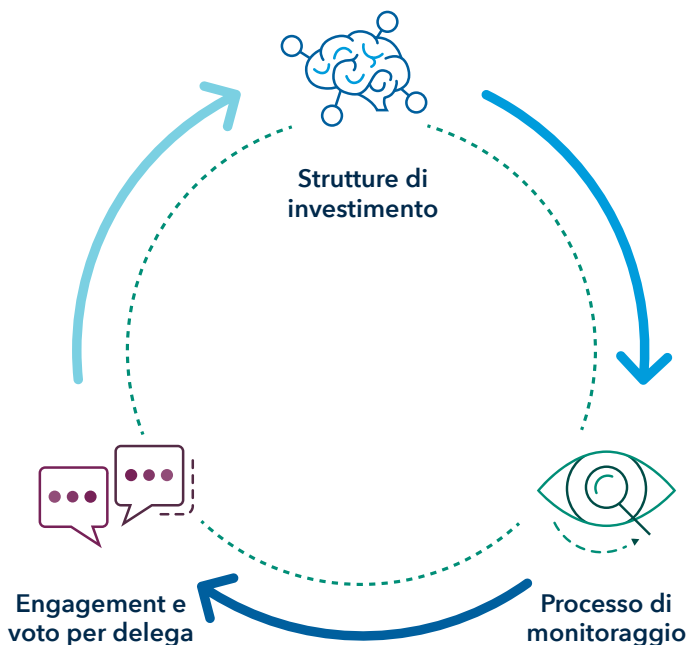 Strutture di
investimento
Engagement e
voto per delega
Processo di
monitoraggio